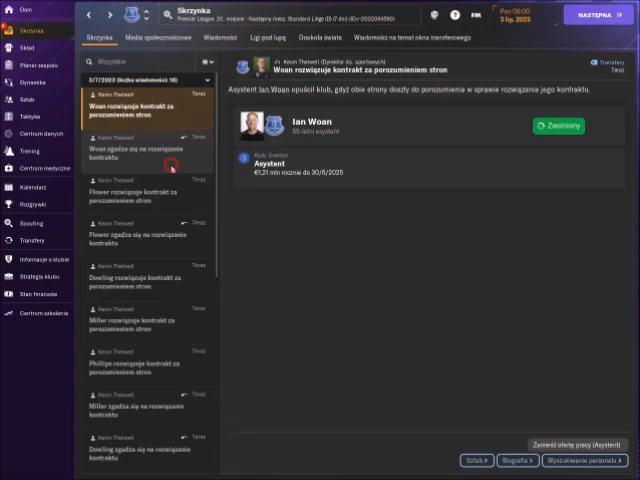 Dom
Skrzynka
Skład
Planer zespołu
Dynamika
Sztab
Taktyka
Centrum danych
Trening
Centrum medyczne
Kalendarz
Rozgrywki
Scouting
Transfery
Informacje o klubie
Strategia klubu
Stan finansów
Centrum szkolenia
Skrzynka
Premier League 20. miejsce - Następny mecz: Standard Liège (D) (7 dni)
FM
Pon 09:00
3 lip. 2023
NASTĘPNA
Skrzynka
Media społecznościowe
Wiadomości
Ligi pod lupą
Dookoła świata
Wiadomości na temat okna transferowego
Wszystkie
3/7/2023 (liczba wiadomości: 16)
Kevin Thelwell
Teraz
Woan rozwiązuje kontrakt za
porozumieniem stron
Kevin Thelwell
Teraz
Woan zgadza się na rozwiązanie
kontraktu
Kevin Thelwell
Teraz
Flower rozwiązuje kontrakt za
porozumieniem stron
Kevin Thelwell
Teraz
Flower zgadza się na rozwiązanie
kontraktu
Kevin Thelwell
Teraz
Dowling rozwiązuje kontrakt za
porozumieniem stron
Kevin Thelwell
Teraz
Miller rozwiązuje kontrakt za
porozumieniem stron
Kevin Thelwell
Teraz
Phillips rozwiązuje kontrakt za
porozumieniem stron
Kevin Thelwell
Teraz
Miller zgadza się na rozwiązanie
kontraktu
Kevin Thelwell
Teraz
Dowling zgadza się na rozwiązanie
kontraktu
Kevin Thelwell (Dyrektor ds. sportowych)
Woan rozwiązuje kontrakt za porozumieniem stron
Transfery
Teraz
Asystent Ian Woan opuścił klub, gdyż obie strony doszły do porozumienia w sprawie rozwiązania jego kontraktu.
Ian Woan
55-letni asystent
Zwolniony
Klub: Everton
Asystent
€1,21 mln rocznie do 30/6/2025
Zamieść ofertę pracy (Asystent)
Sztab >
Biografia >
Wyszukiwanie personelu >